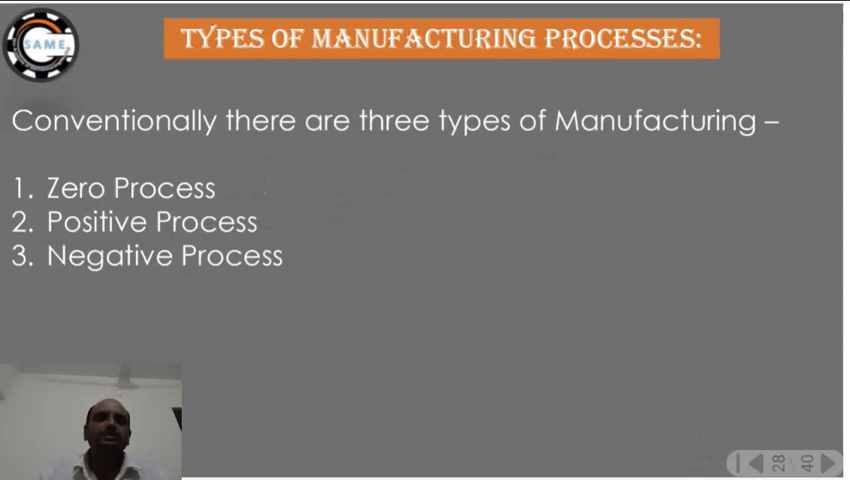 SAME
TYPES OF MANUFACTURING PROCESSES:
Conventionally there are three types of Manufacturing –
1. Zero Process
2. Positive Process
3. Negative Process
28
40